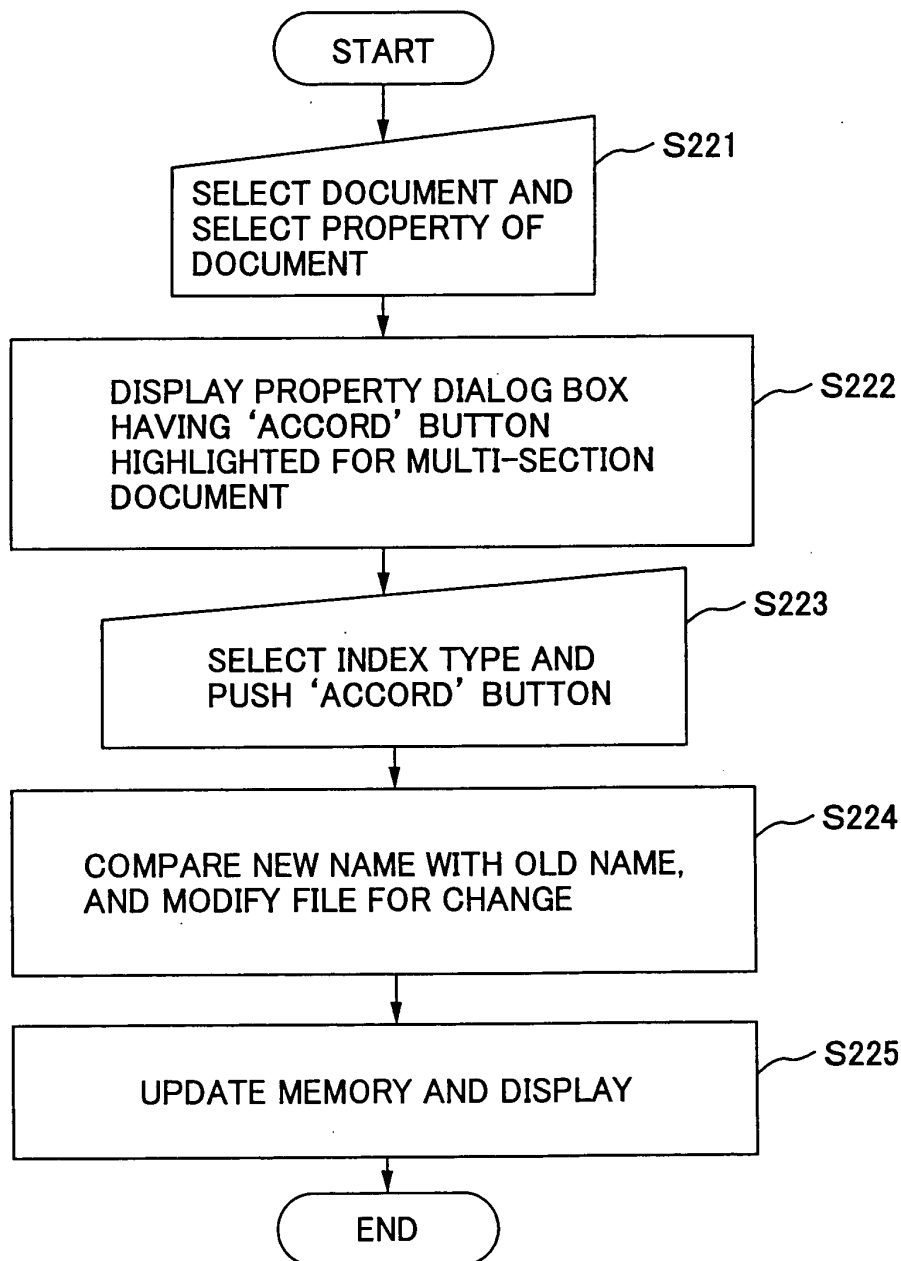 START
S221
SELECT DOCUMENT AND
SELECT PROPERTY OF
DOCUMENT
S222
DISPLAY PROPERTY DIALOG BOX
HAVING ‘ACCORD’ BUTTON
HIGHLIGHTED FOR MULTI-SECTION
DOCUMENT
S223
SELECT INDEX TYPE AND
PUSH ‘ACCORD’ BUTTON
S224
COMPARE NEW NAME WITH OLD NAME,
AND MODIFY FILE FOR CHANGE
S225
UPDATE MEMORY AND DISPLAY
END